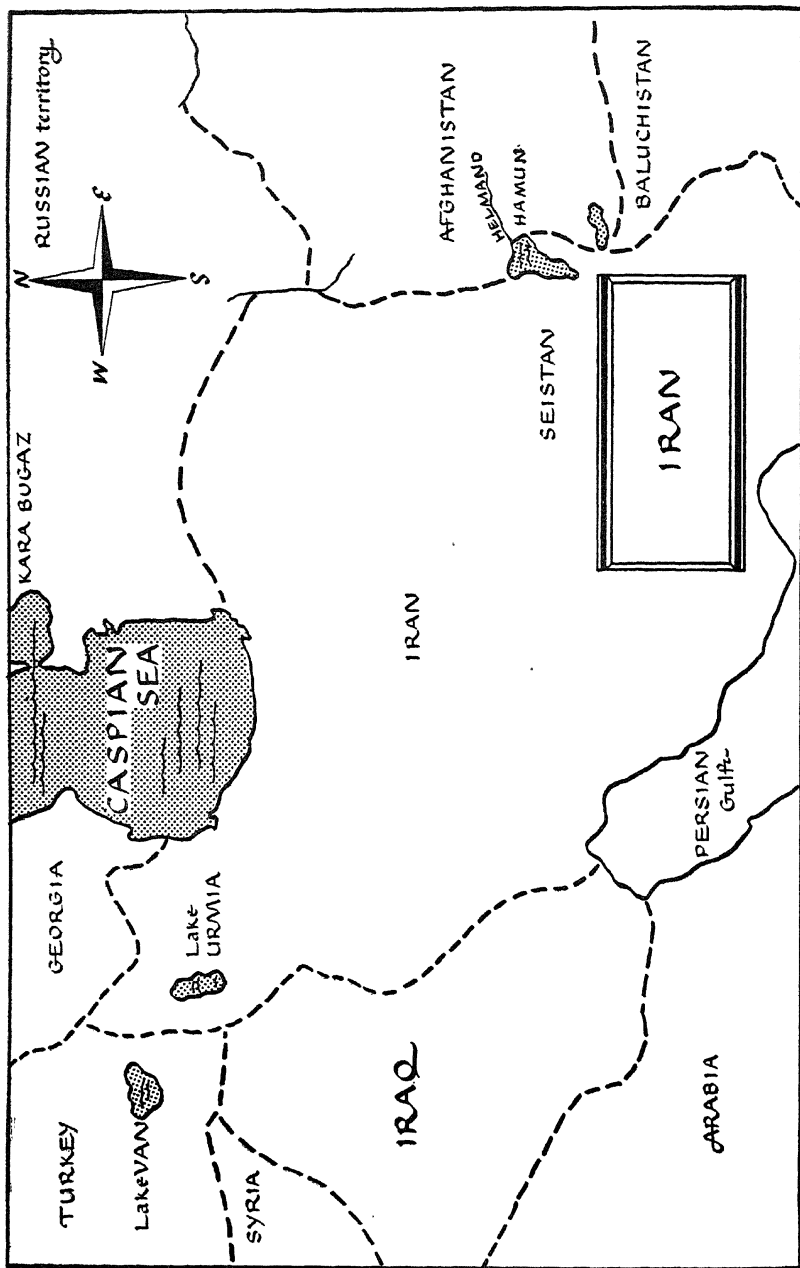 RUSSIAN territory
N
E
S
W
KARA BUGAZ
CASPIAN
SEA
GEORGIA
TURKEY
Lake VAN
Lake
URMIA
SYRIA
IRAQ
ARABIA
PERSIAN
Gulf
IRAN
SEISTAN
AFGHANISTAN
HELMAND
HAMUN
BALUCHISTAN
IRAN